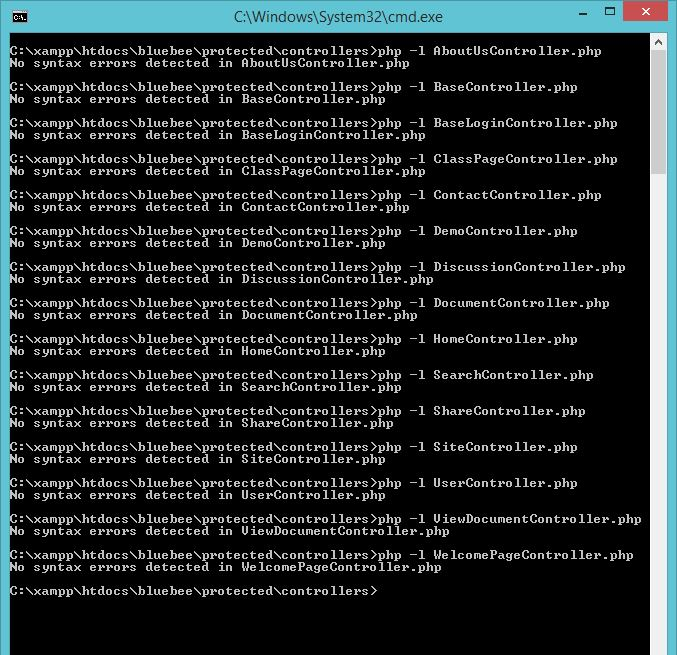 C:\Windows\System32\cmd.exe
C:\xampp\htdocs\bluebee\protected\controllers>php -l AboutUsController.php
No syntax errors detected in AboutUsController.php
C:\xampp\htdocs\bluebee\protected\controllers>php -l BaseController.php
No syntax errors detected in BaseController.php
C:\xampp\htdocs\bluebee\protected\controllers>php -l BaseLoginController.php
No syntax errors detected in BaseLoginController.php
C:\xampp\htdocs\bluebee\protected\controllers>php -l ClassPageController.php
No syntax errors detected in ClassPageController.php
C:\xampp\htdocs\bluebee\protected\controllers>php -l ContactController.php
No syntax errors detected in ContactController.php
C:\xampp\htdocs\bluebee\protected\controllers>php -l DemoController.php
No syntax errors detected in DemoController.php
C:\xampp\htdocs\bluebee\protected\controllers>php -l DiscussionController.php
No syntax errors detected in DiscussionController.php
C:\xampp\htdocs\bluebee\protected\controllers>php -l DocumentController.php
No syntax errors detected in DocumentController.php
C:\xampp\htdocs\bluebee\protected\controllers>php -l HomeController.php
No syntax errors detected in HomeController.php
C:\xampp\htdocs\bluebee\protected\controllers>php -l SearchController.php
No syntax errors detected in SearchController.php
C:\xampp\htdocs\bluebee\protected\controllers>php -l ShareController.php
No syntax errors detected in ShareController.php
C:\xampp\htdocs\bluebee\protected\controllers>php -l SiteController.php
No syntax errors detected in SiteController.php
C:\xampp\htdocs\bluebee\protected\controllers>php -l UserController.php
No syntax errors detected in UserController.php
C:\xampp\htdocs\bluebee\protected\controllers>php -l ViewDocumentController.php
No syntax errors detected in ViewDocumentController.php
C:\xampp\htdocs\bluebee\protected\controllers>php -l WelcomePageController.php
No syntax errors detected in WelcomePageController.php
C:\xampp\htdocs\bluebee\protected\controllers>